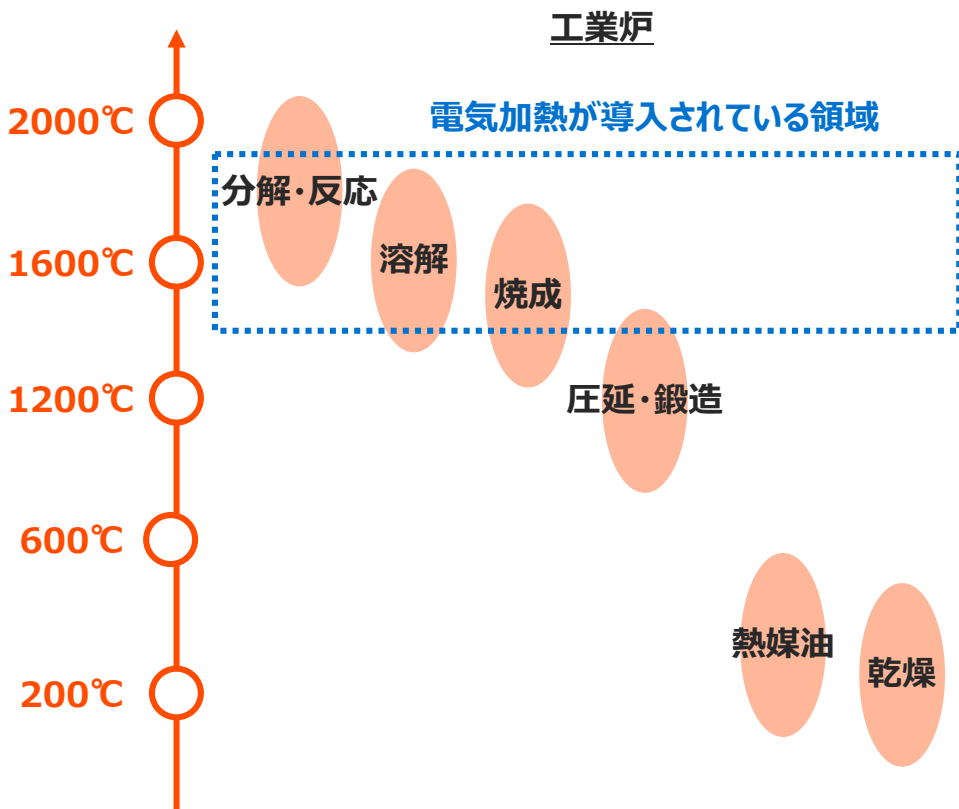 工業炉
電気加熱が導入されている領域
2000℃
分解・反応
1600℃
溶解
焼成
1200℃
圧延・鍛造
600℃
熱媒油
乾燥
200℃